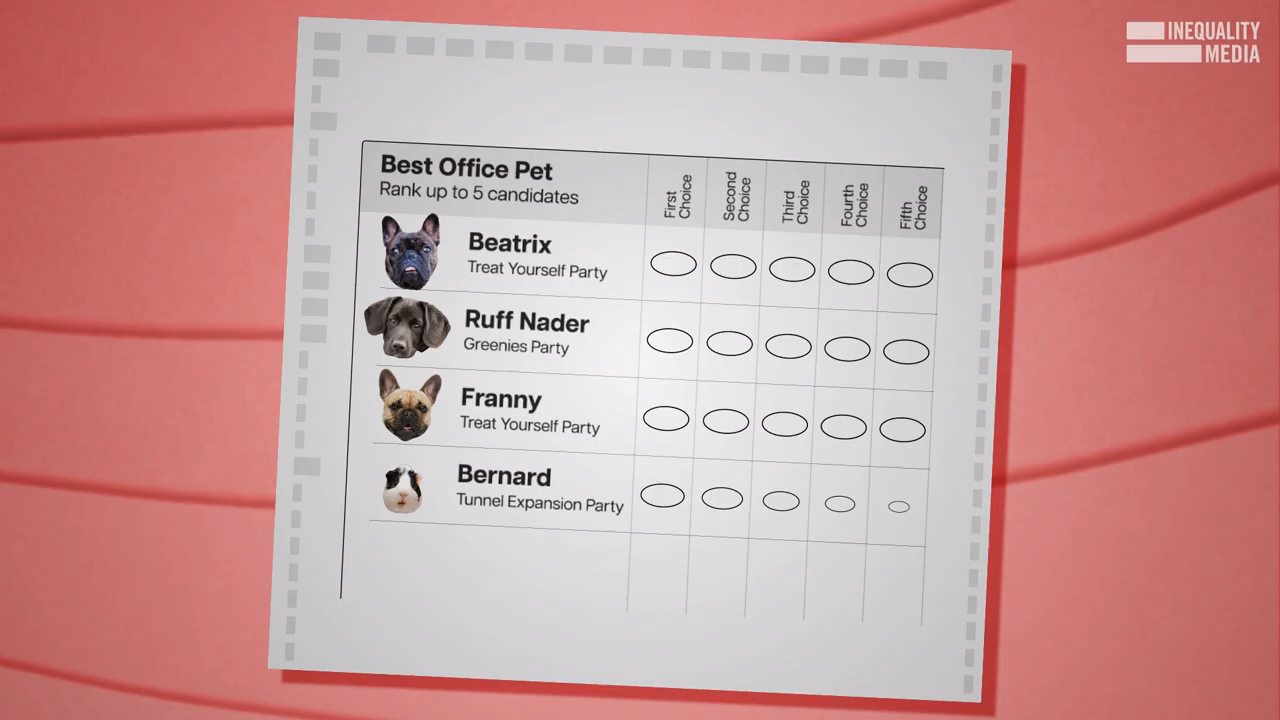 INEQUALITY
MEDIA
Best Office Pet
Rank up to 5 candidates
First
Choice
Second
Choice
Third
Choice
Fourth
Choice
Fifth
Choice
Beatrix
Treat Yourself Party
Ruff Nader
Greenies Party
Franny
Treat Yourself Party
Bernard
Tunnel Expansion Party